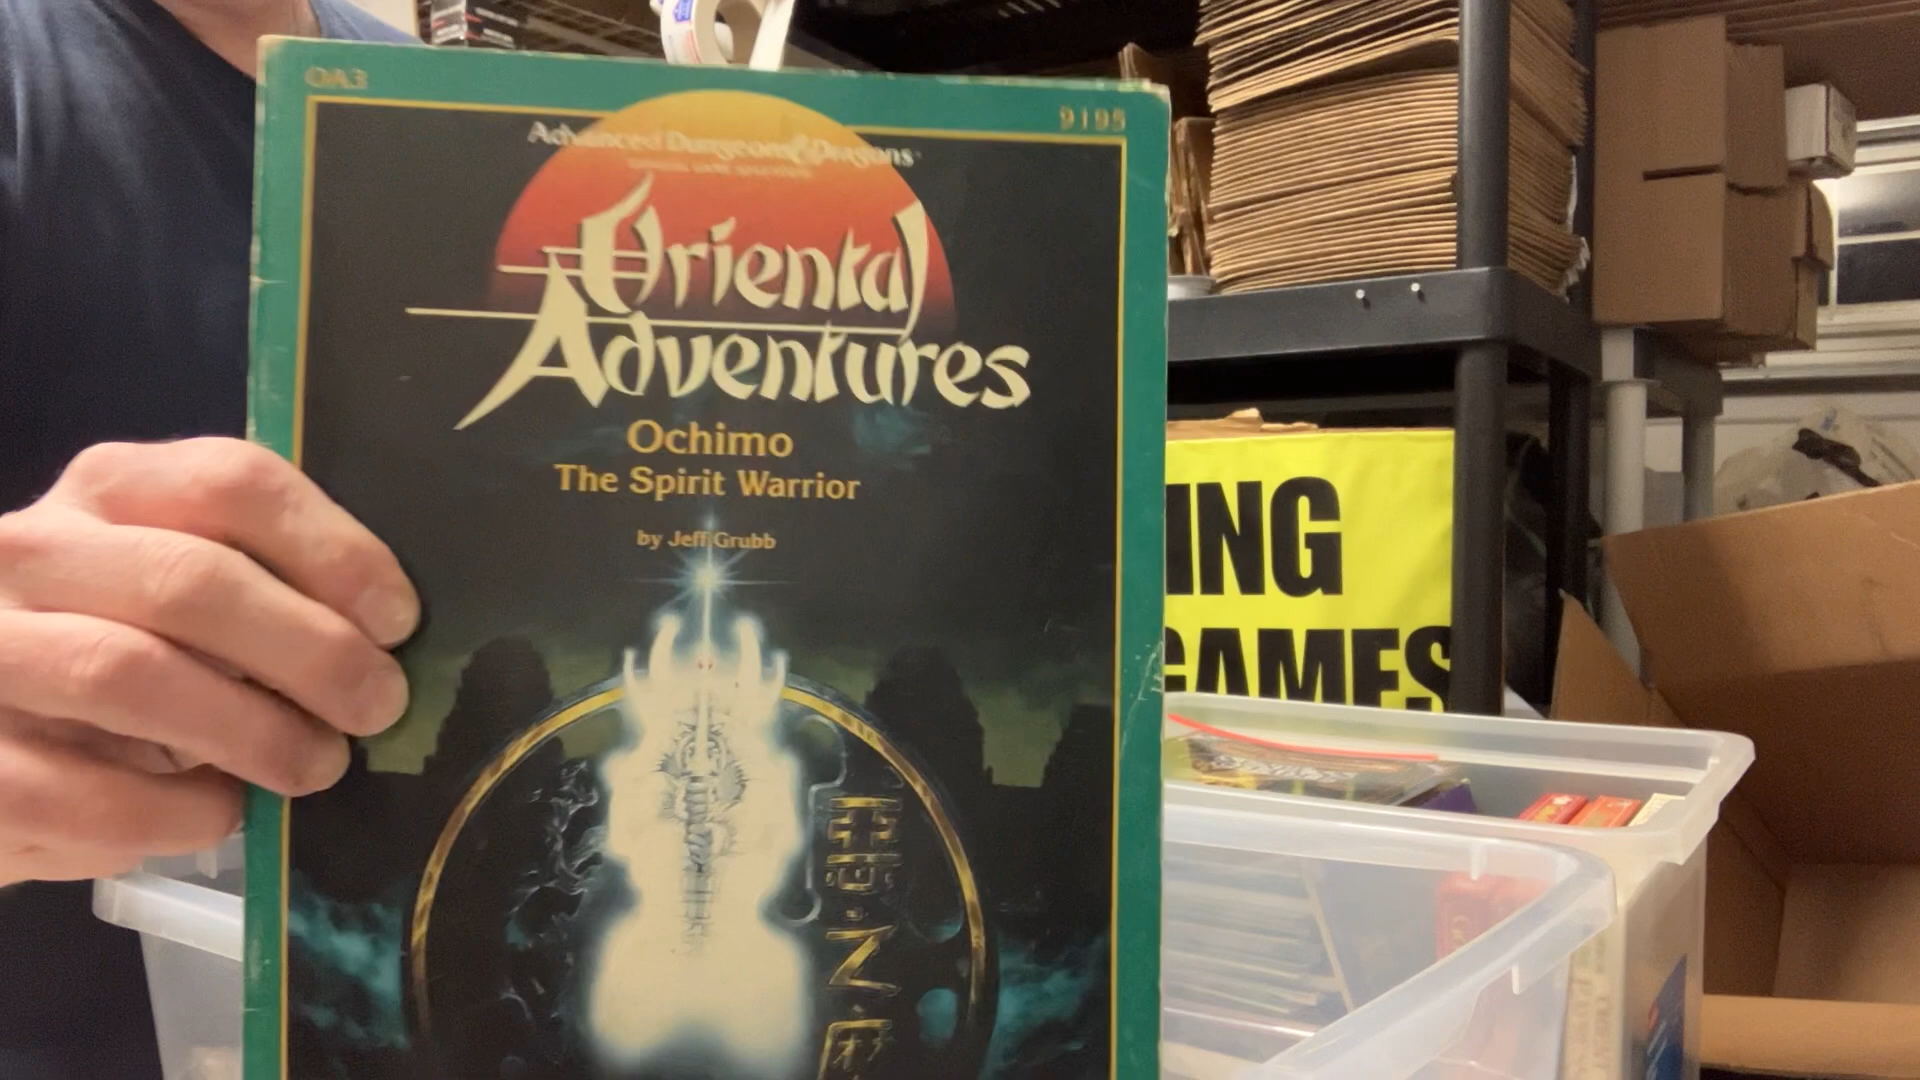 OA3
9195
Advanced Dungeons & Dragons
Oriental
Adventures
Ochimo
The Spirit Warrior
by Jeff Grubb
ING
GAMES